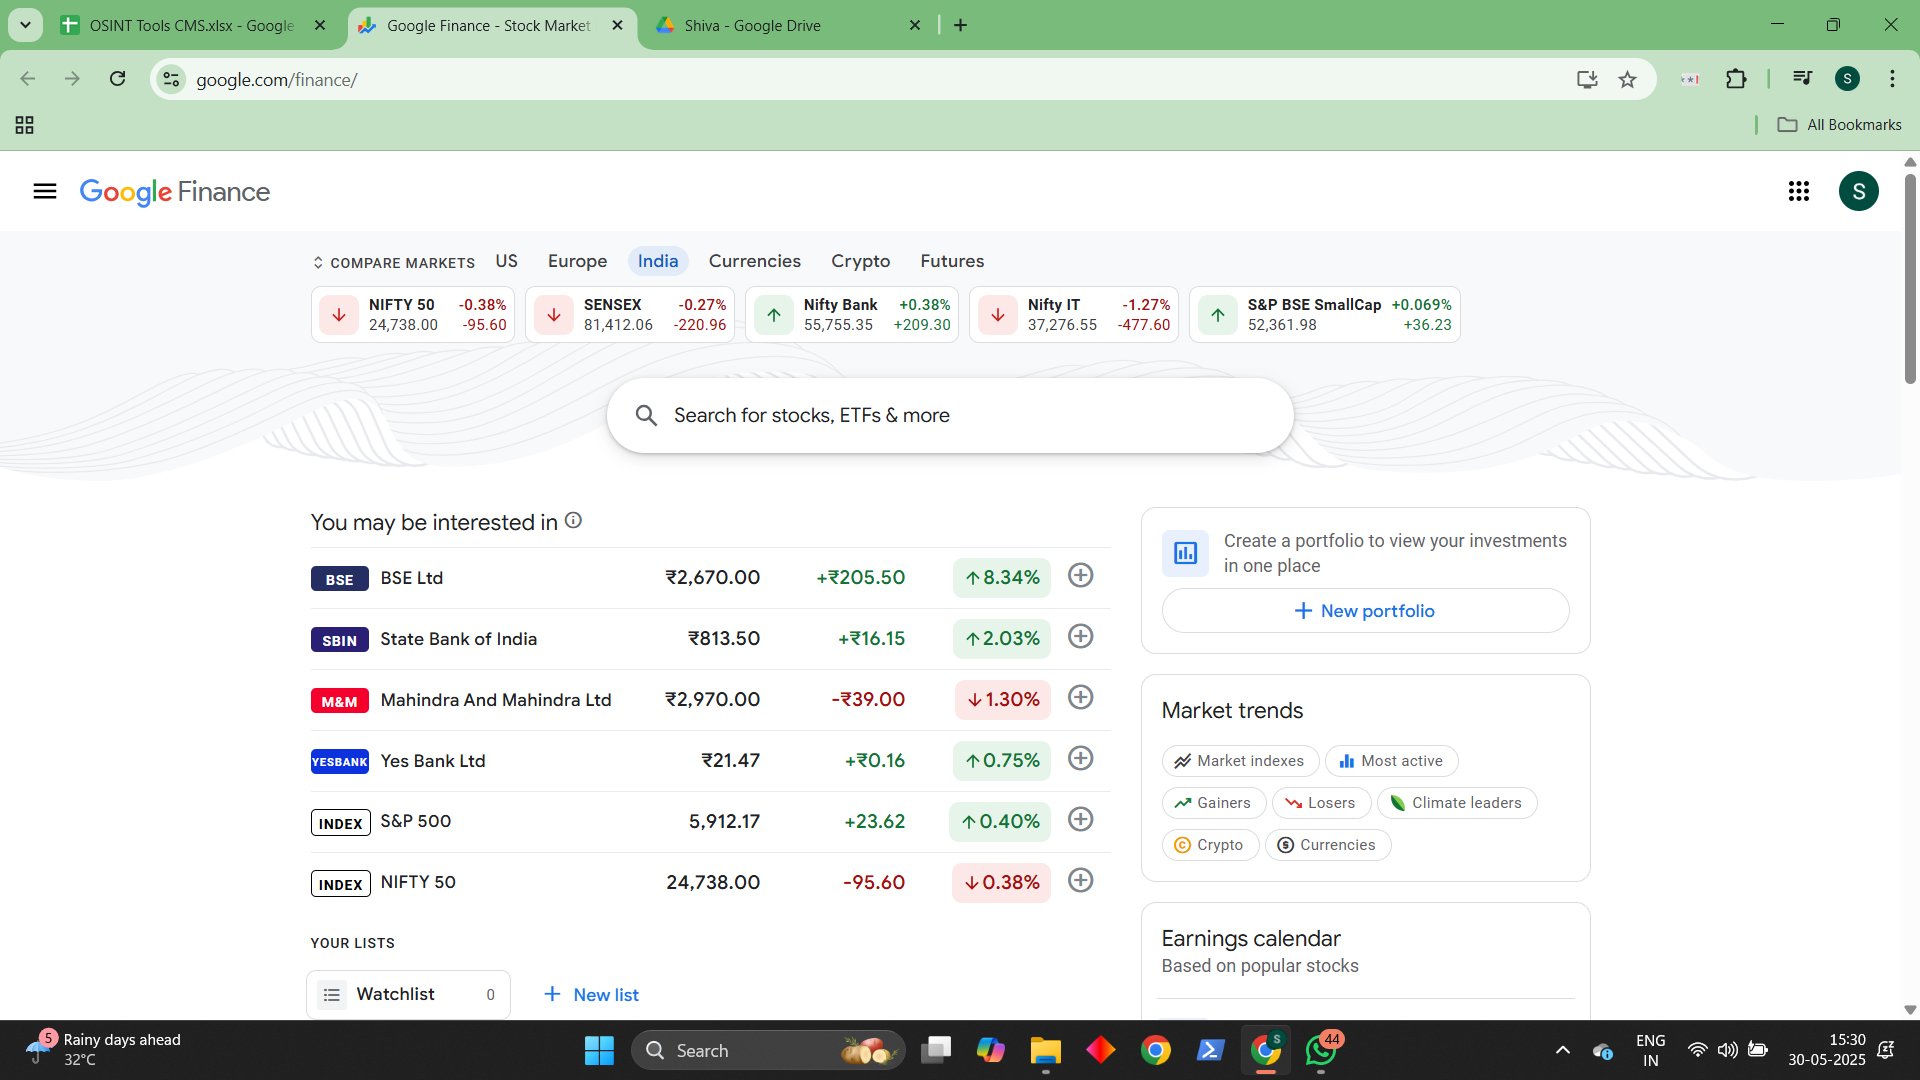 OSINT Tools CMS.xlsx - Google
Google Finance - Stock Market
Shiva - Google Drive
google.com/finance/
S
All Bookmarks
Google Finance
S
COMPARE MARKETS US Europe India Currencies Crypto Futures
NIFTY 50 -0.38%
24,738.00 -95.60
SENSEX -0.27%
81,412.06 -220.96
Nifty Bank +0.38%
55,755.35 +209.30
Nifty IT -1.27%
37,276.55 -477.60
S&P BSE SmallCap +0.069%
52,361.98 +36.23
Search for stocks, ETFs & more
You may be interested in
BSE BSE Ltd ₹2,670.00 +₹205.50 ↑8.34%
SBIN State Bank of India ₹813.50 +₹16.15 ↑2.03%
M&M Mahindra And Mahindra Ltd ₹2,970.00 -₹39.00 ↓1.30%
YESBANK Yes Bank Ltd ₹21.47 +₹0.16 ↑0.75%
INDEX S&P 500 5,912.17 +23.62 ↑0.40%
INDEX NIFTY 50 24,738.00 -95.60 ↓0.38%
YOUR LISTS
Watchlist 0
New list
Create a portfolio to view your investments
in one place
New portfolio
Market trends
Market indexes Most active
Gainers Losers Climate leaders
Crypto Currencies
Earnings calendar
Based on popular stocks
5
Rainy days ahead
32°C
Search
S
44
ENG
IN
15:30
30-05-2025